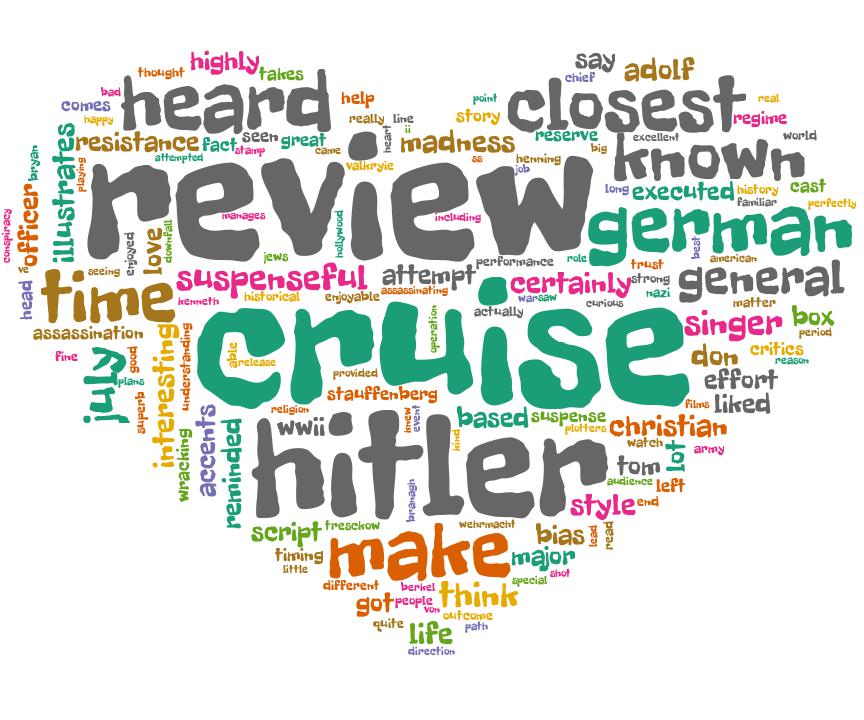 say
highly
chief
adolf
thought
takes
bad
comes
heard
help
point
closest
real
happy
really
line
story
regime
resistance
fact
seen
great
heart
ii
madness
reserve
excellent
world
attempted
stamp
came
big
known
bryan
illustrates
playing
review
valkryie
ss
henning
job
long
executed
history
cast
familiar
perfectly
conspiracy
officer
manages
including
german
enjoyed
love
downfall
hollywood
role
best
american
jews
performance
trust
seeing
suspenseful
attempt
certainly
strong
general
head
time
kenneth
historical
enjoyable
assassinating
warsaw
nazi
curious
matter
actually
assassination
cruise
operation
singer
box
period
fine
good
interesting
understanding
able
arelease
don
critics
reason
july
plans
provided
effort
superb
stauffenberg
films
liked
religion
knew
event
based
suspense
plotters
christian
accents
reminded
wwii
hitler
kind
watch
lot
army
wracking
tom
branagh
audience
left
style
end
script
treschow
wehrmacht
bias
lead
read
timing
make
major
little
special
shot
different
berkel
think
got
people
von
outcome
quite
life
path
direction